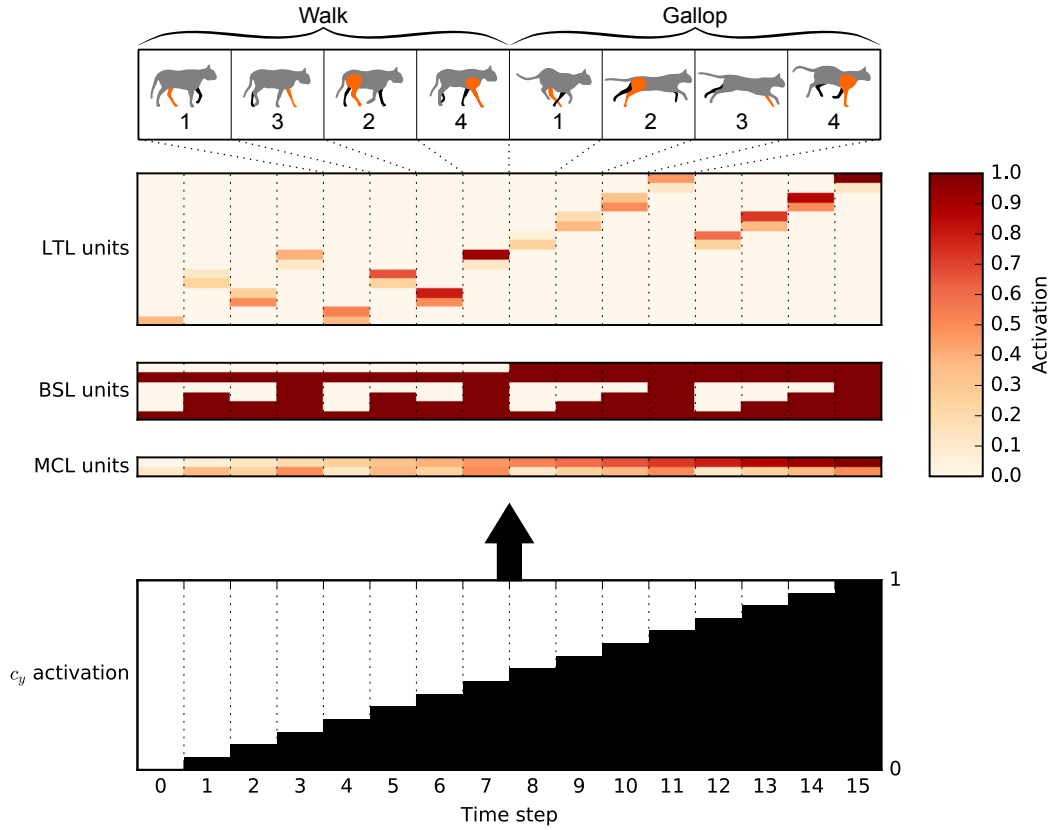 Walk Gallop
1 3 2 4 1 2 3 4
LTL units
BSL units
MCL units
1.0
0.9
0.8
0.7
0.6
0.5
0.4
0.3
0.2
0.1
0.0
Activation
c_y activation
1
0
0 1 2 3 4 5 6 7 8 9 10 11 12 13 14 15
Time step